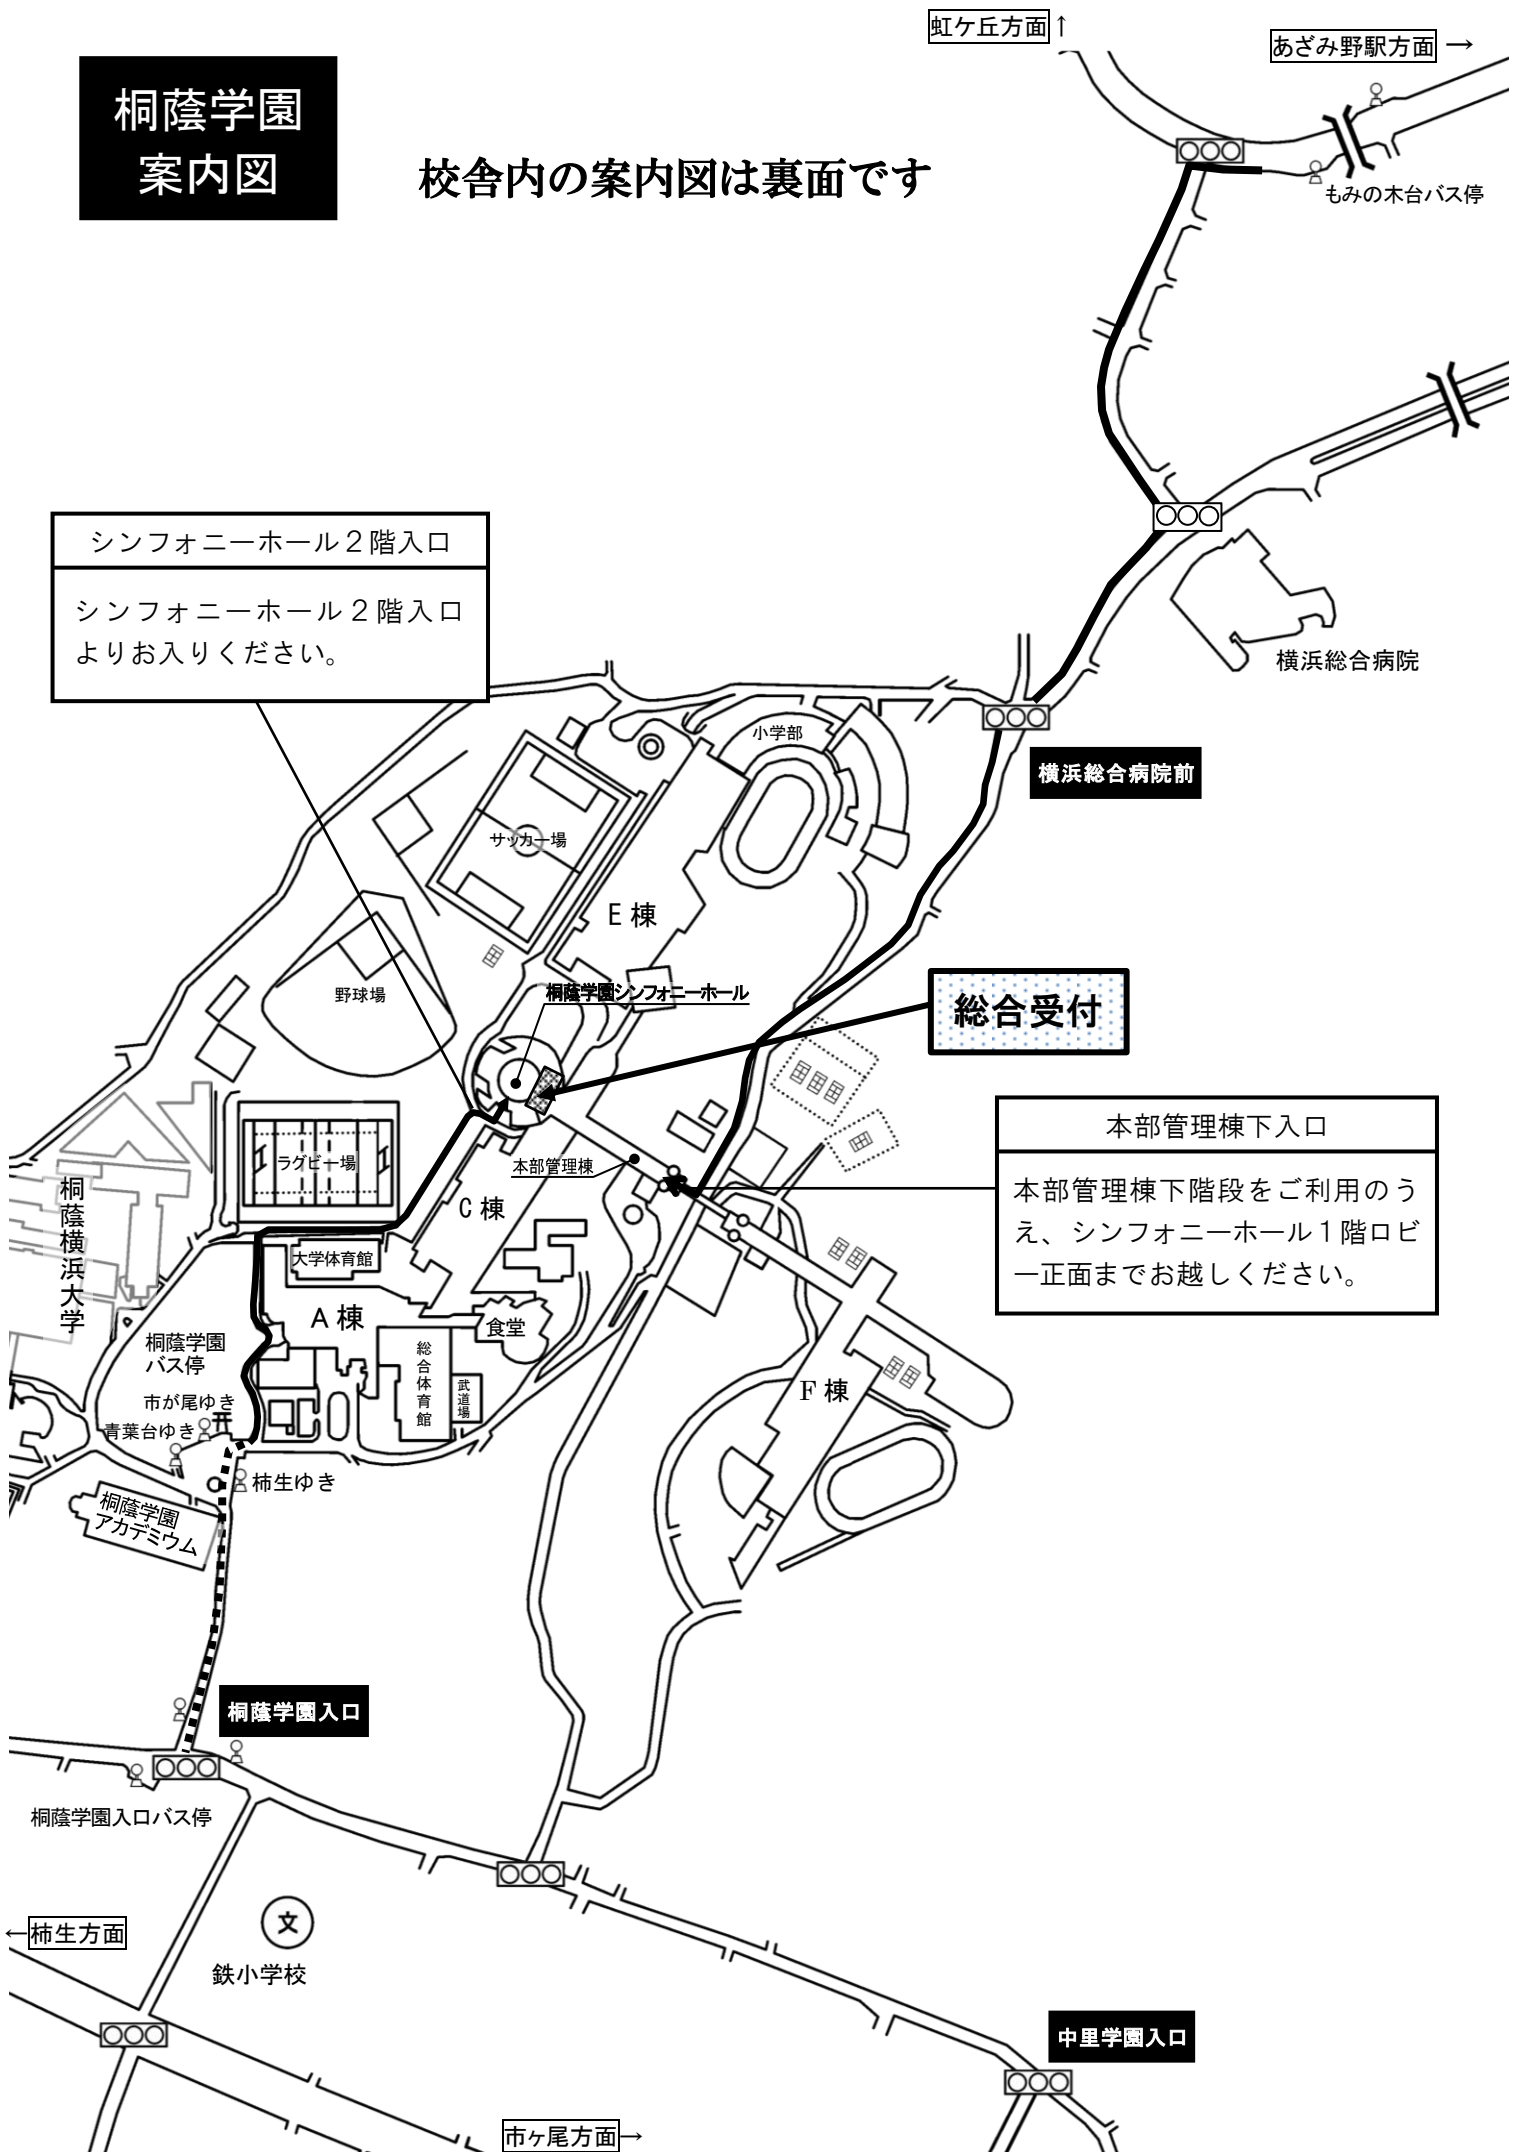 虹ケ丘方面↑
あざみ野駅方面 →
桐蔭学園
案内図
校舎内の案内図は裏面です
もみの木台バス停
シンフォニーホール２階入口
シンフォニーホール２階入口
よりお入りください。
横浜総合病院
小学部
横浜総合病院前
サッカー場
E 棟
野球場
桐蔭学園シンフォニーホール
総合受付
本部管理棟下入口
本部管理棟下階段をご利用のう
え、シンフォニーホール１階ロビ
ー正面までお越しください。
ラグビー場
本部管理棟
C 棟
桐蔭横浜大学
大学体育館
A 棟
食堂
桐蔭学園
バス停
総合体育館
武道場
F 棟
市が尾ゆき
青葉台ゆき
柿生ゆき
桐蔭学園
アカデミウム
桐蔭学園入口
桐蔭学園入口バス停
←柿生方面
文
鉄小学校
中里学園入口
市ヶ尾方面→